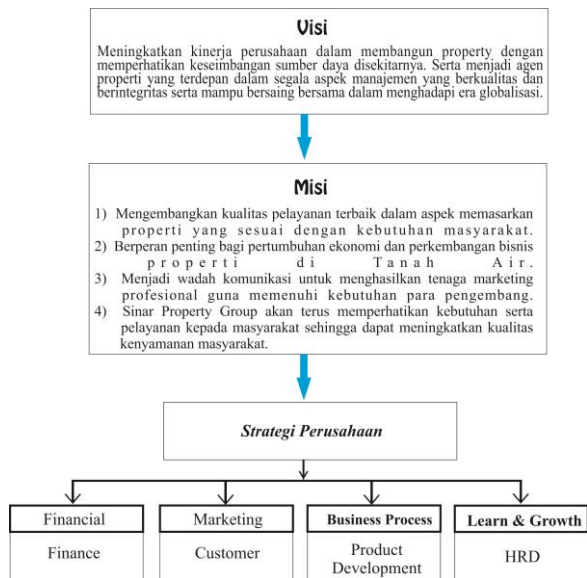 Visi
Meningkatkan kinerja perusahaan dalam membangun property dengan
memperhatikan keseimbangan sumber daya disekitarnya. Serta menjadi agen
properti yang terdepan dalam segala aspek manajemen yang berkualitas dan
berintegritas serta mampu bersaing bersama dalam menghadapi era globalisasi.
Misi
1) Mengembangkan kualitas pelayanan terbaik dalam aspek memasarkan
properti yang sesuai dengan kebutuhan masyarakat.
2) Berperan penting bagi pertumbuhan ekonomi dan perkembangan bisnis
properti di Tanah Air.
3) Menjadi wadah komunikasi untuk menghasilkan tenaga marketing
profesional guna memenuhi kebutuhan para pengembang.
4) Sinar Property Group akan terus memperhatikan kebutuhan serta
pelayanan kepada masyarakat sehingga dapat meningkatkan kualitas
kenyamanan masyarakat.
Strategi Perusahaan
Financial
Finance
Marketing
Customer
Business Process
Product
Development
Learn & Growth
HRD